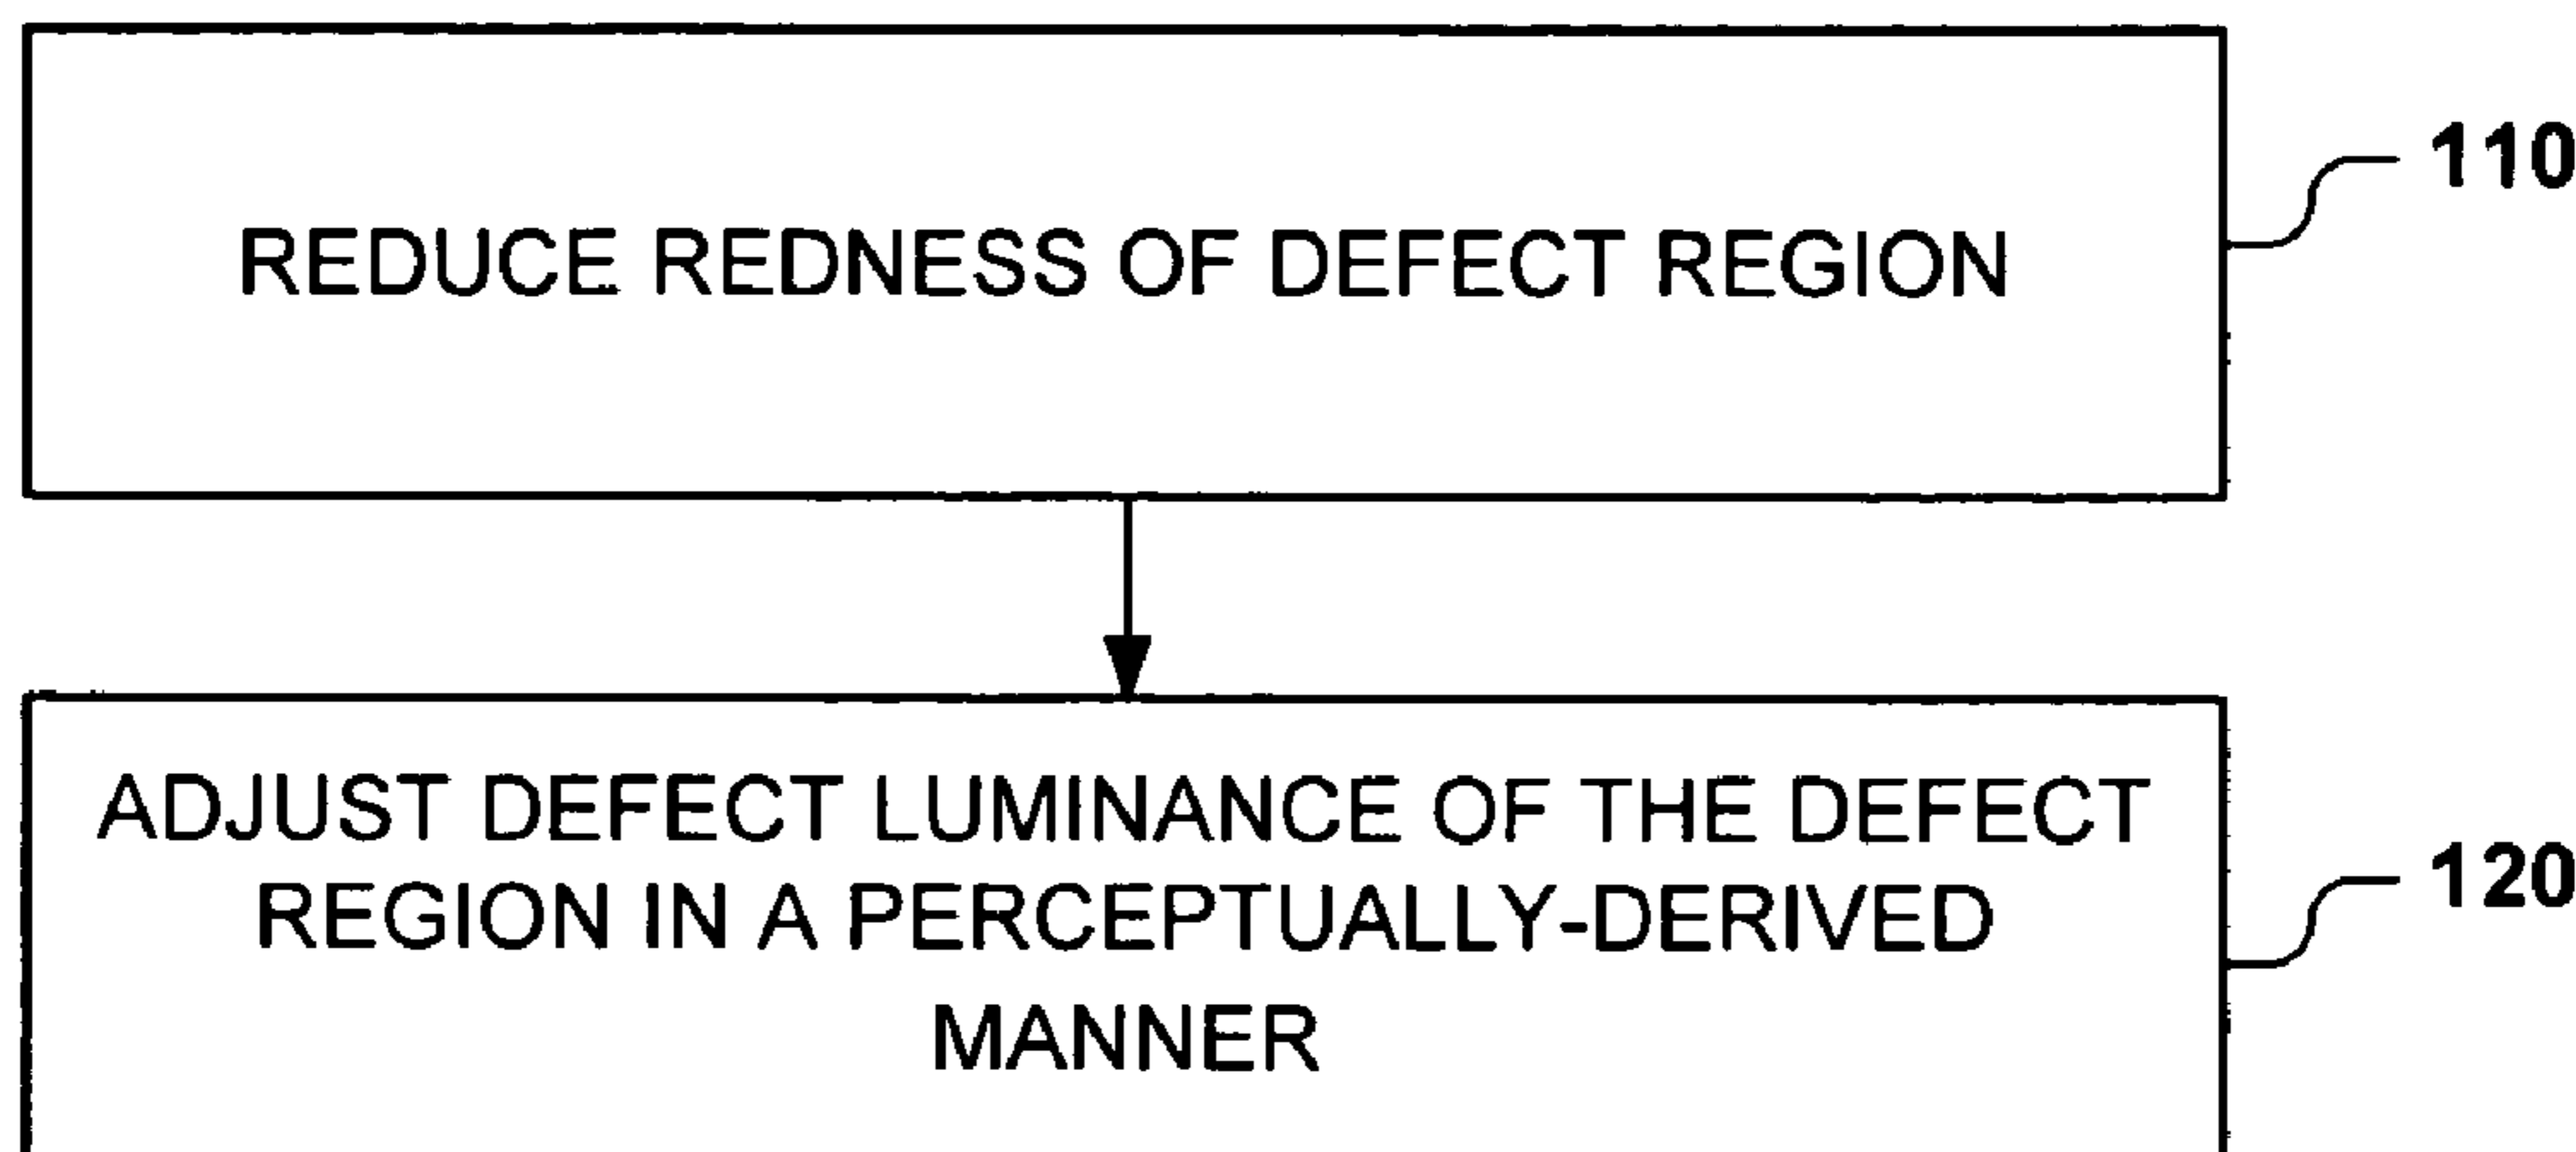 REDUCE REDNESS OF DEFECT REGION
110
ADJUST DEFECT LUMINANCE OF THE DEFECT
REGION IN A PERCEPTUALLY-DERIVED
MANNER
120